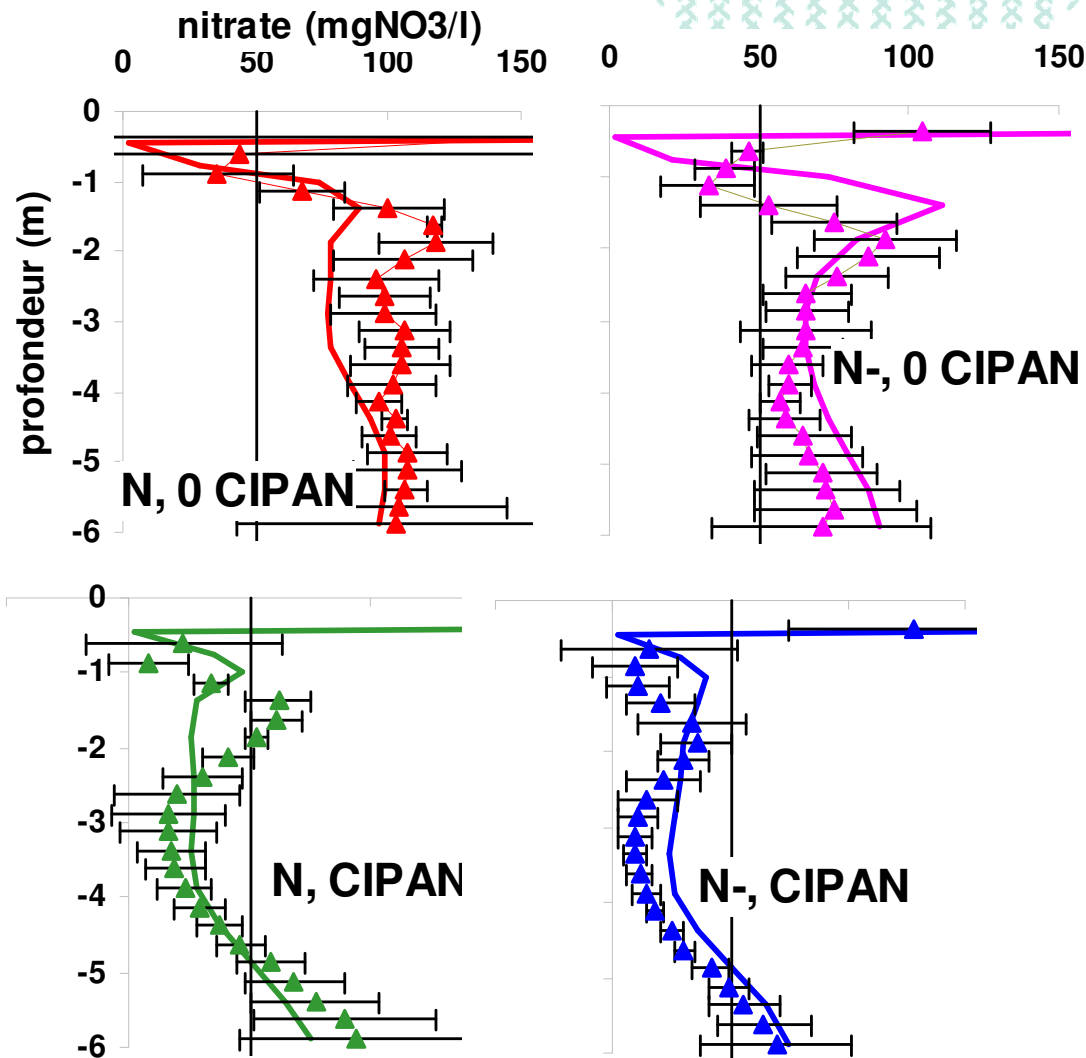 nitrate (mgNO3/l)
0 50 100 150
0 50 100 150
profondeur (m)
0
-1
-2
-3
-4
-5
-6
N, 0 CIPAN
N-, 0 CIPAN
0
-1
-2
-3
-4
-5
-6
N, CIPAN
N-, CIPAN